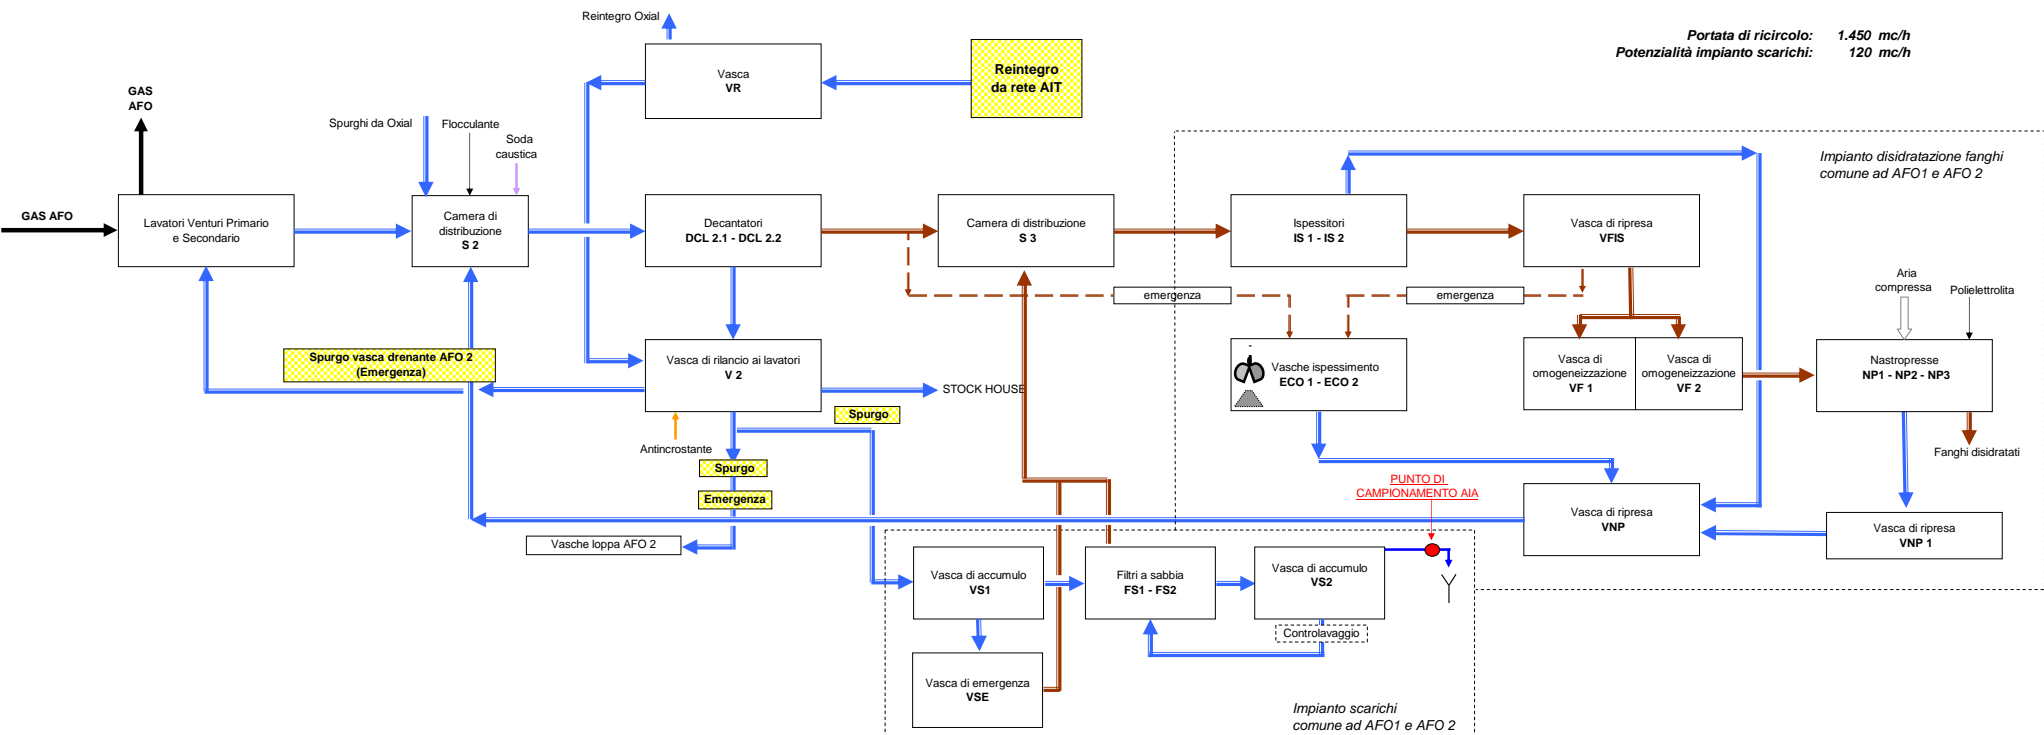 Reintegro Oxial
Portata di ricircolo: 1.450 mc/h
Potenzialità impianto scarichi: 120 mc/h
Vasca
VR
Reintegro
da rete AIT
GAS
AFO
Spurghi da Oxial
Flocculante
Soda
caustica
Impianto disidratazione fanghi
comune ad AFO1 e AFO 2
GAS AFO
Lavatori Venturi Primario
e Secondario
Camera di
distribuzione
S 2
Decantatori
DCL 2.1 - DCL 2.2
Camera di distribuzione
S 3
Ispessitori
IS 1 - IS 2
Vasca di ripresa
VFIS
Aria
compressa
Polielettrolita
emergenza
emergenza
Spurgo vasca drenante AFO 2
(Emergenza)
Vasca di rilancio ai lavatori
V 2
STOCK HOUSE
Vasche ispessimento
ECO 1 - ECO 2
Vasca di
omogeneizzazione
VF 1
Vasca di
omogeneizzazione
VF 2
Nastropresse
NP1 - NP2 - NP3
Spurgo
Antincrostante
Spurgo
Emergenza
Fanghi disidratati
PUNTO DI
CAMPIONAMENTO AIA
Vasca di ripresa
VNP
Vasca di ripresa
VNP 1
Vasche loppa AFO 2
Vasca di accumulo
VS1
Filtri a sabbia
FS1 - FS2
Vasca di accumulo
VS2
Controlavaggio
Vasca di emergenza
VSE
Impianto scarichi
comune ad AFO1 e AFO 2